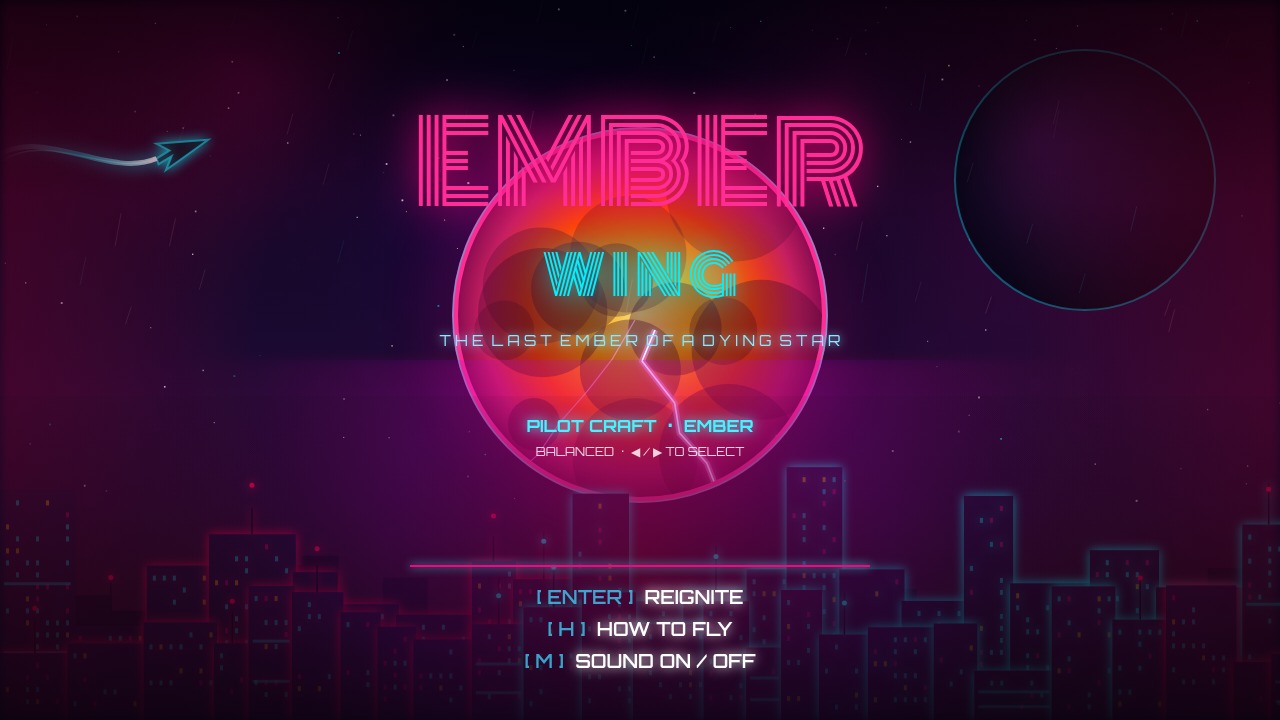 EMBER
WING
THE LAST EMBER OF A DYING STAR
PILOT CRAFT · EMBER
BALANCED · ◀ / ▶ TO SELECT
[ ENTER ] REIGNITE
[ H ] HOW TO FLY
[ M ] SOUND ON / OFF